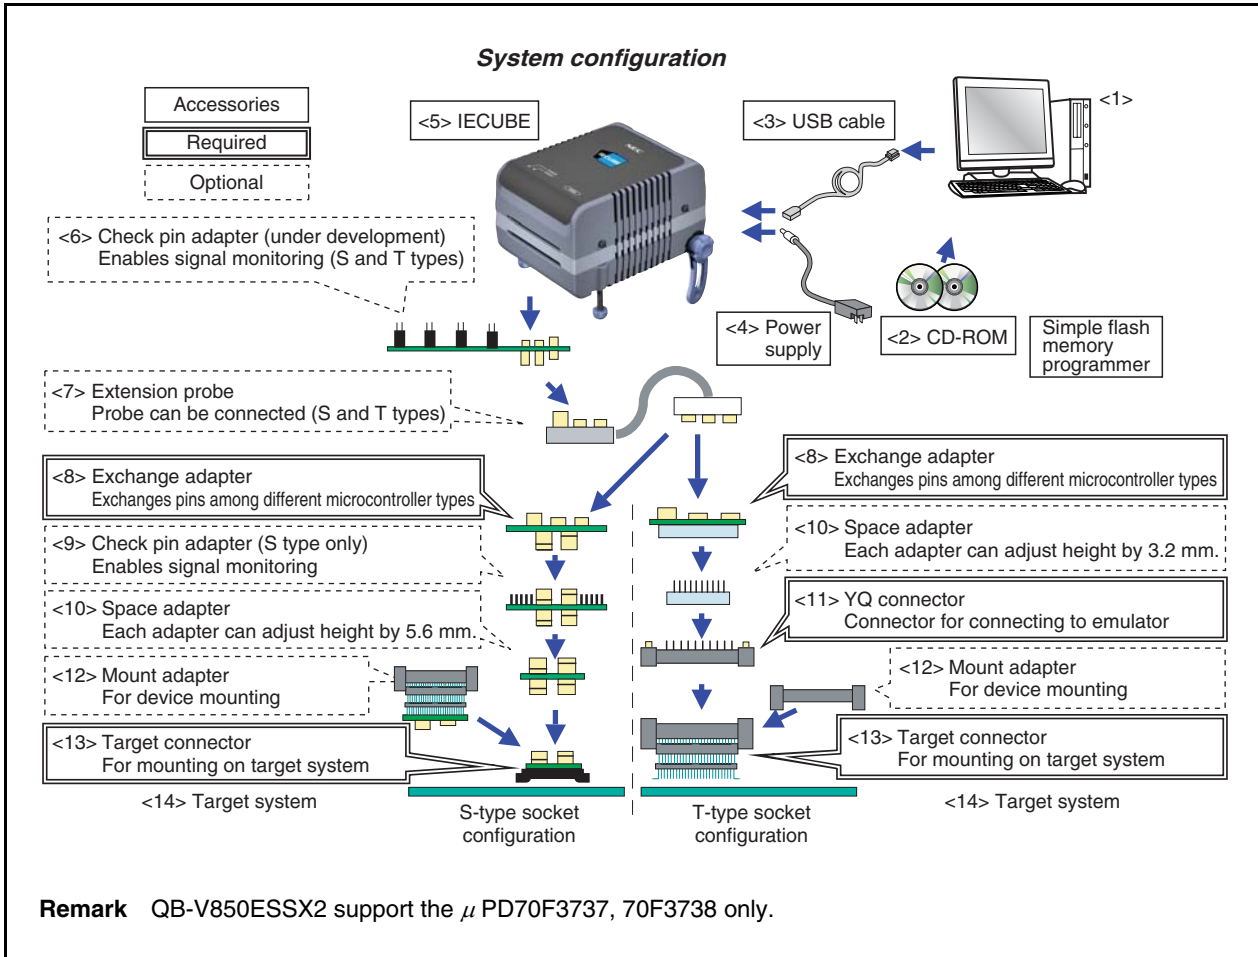 System configuration
Accessories
Required
Optional
<5> IECUBE
<3> USB cable
<1>
NEC
<6> Check pin adapter (under development)
Enables signal monitoring (S and T types)
<4> Power
supply
<2> CD-ROM
Simple flash
memory
programmer
<7> Extension probe
Probe can be connected (S and T types)
<8> Exchange adapter
Exchanges pins among different microcontroller types
<9> Check pin adapter (S type only)
Enables signal monitoring
<10> Space adapter
Each adapter can adjust height by 5.6 mm.
<12> Mount adapter
For device mounting
<13> Target connector
For mounting on target system
<14> Target system
S-type socket
configuration
<8> Exchange adapter
Exchanges pins among different microcontroller types
<10> Space adapter
Each adapter can adjust height by 3.2 mm.
<11> YQ connector
Connector for connecting to emulator
<12> Mount adapter
For device mounting
<13> Target connector
For mounting on target system
<14> Target system
T-type socket
configuration
Remark QB-V850ESSX2 support the μ PD70F3737, 70F3738 only.